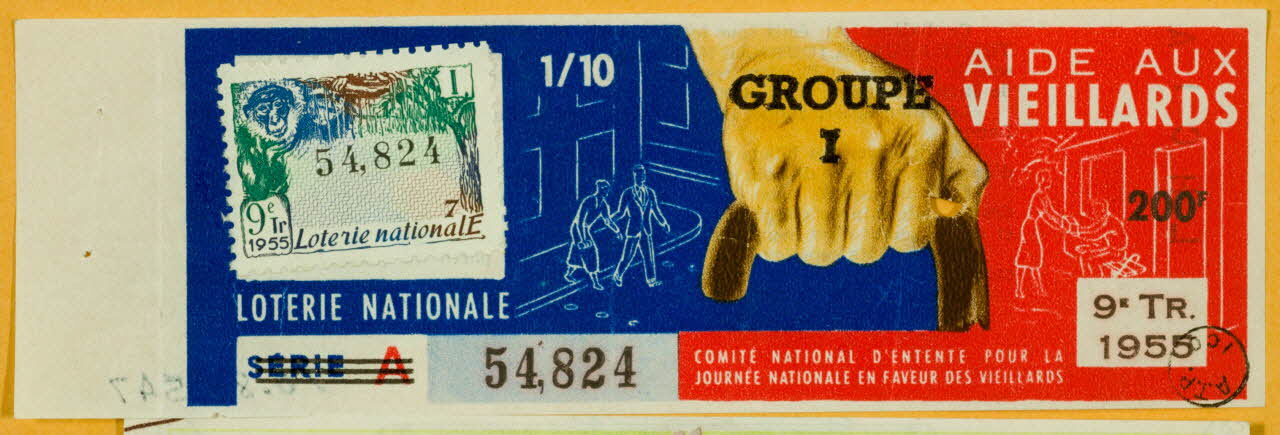 1/10
I
54,824
9e Tr
1955
7E
Loterie nationale
LOTERIE NATIONALE
SÉRIE A
54,824
GROUPE
I
AIDE AUX
VIEILLARDS
200F
9E TR.
1955
COMITÉ NATIONAL D'ENTENTE POUR LA
JOURNÉE NATIONALE EN FAVEUR DES VIEILLARDS